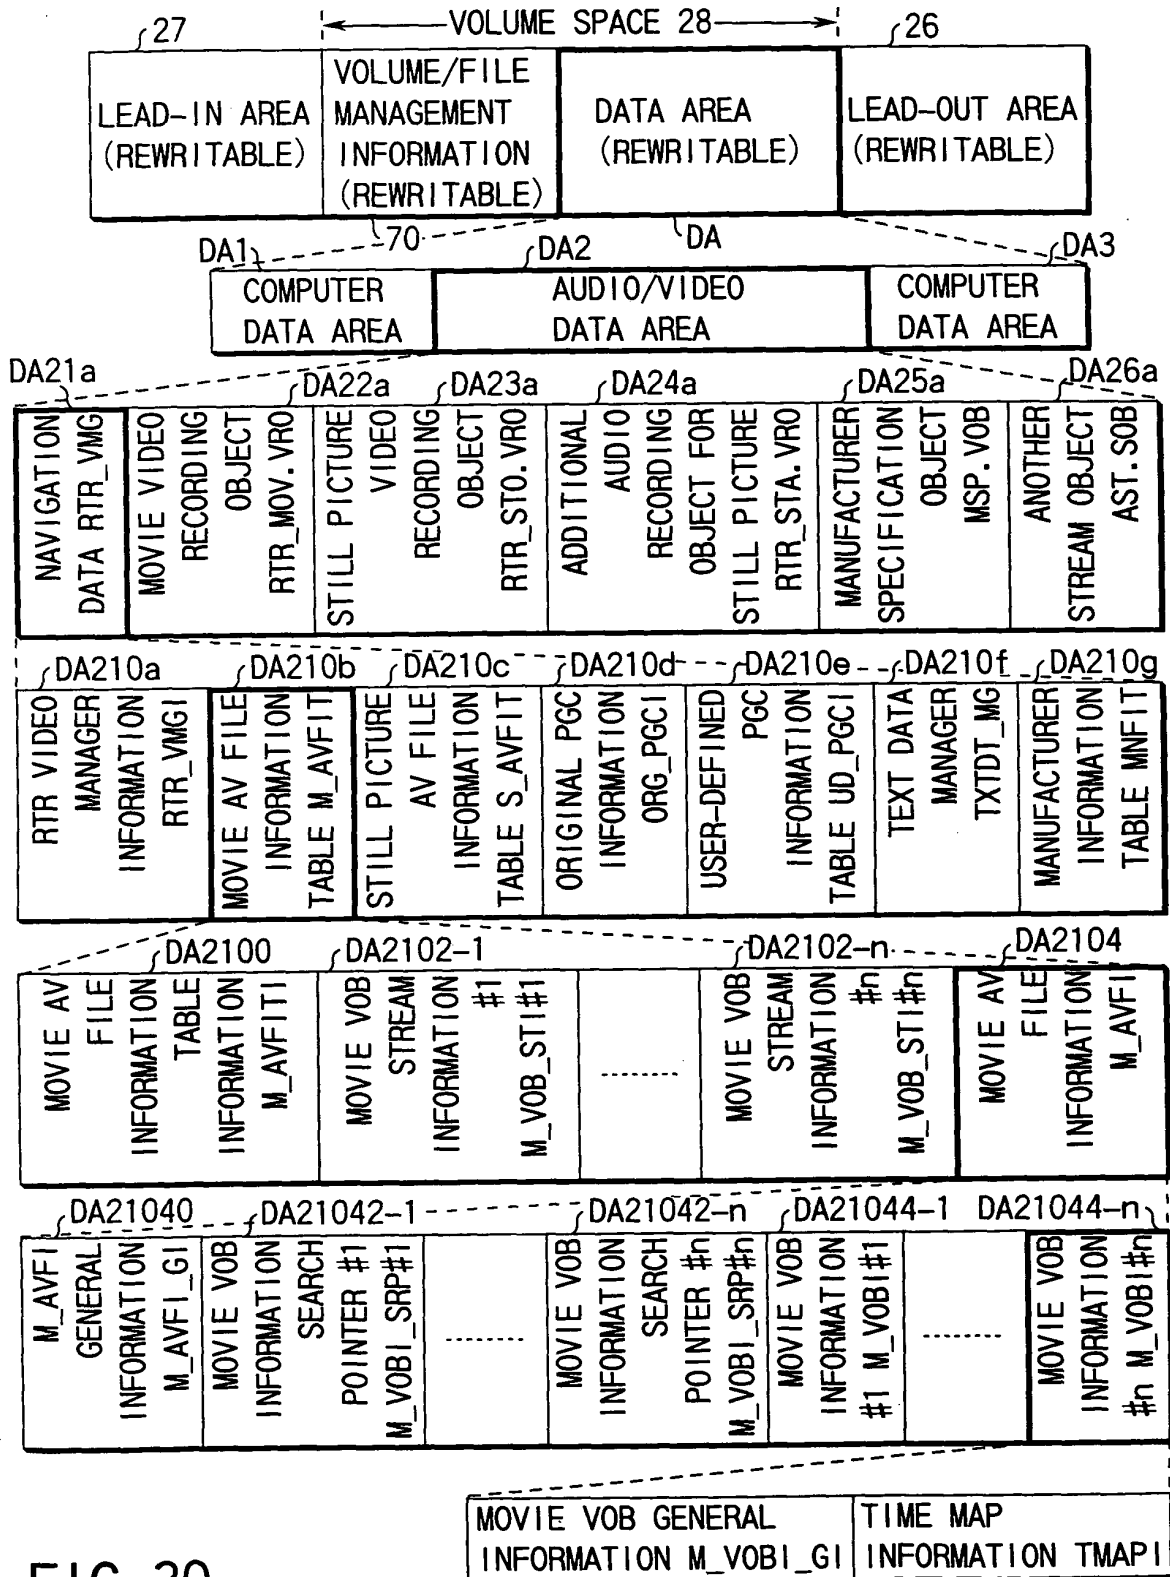 VOLUME SPACE 28
27
26
LEAD-IN AREA
(REWRITABLE)
VOLUME/FILE
MANAGEMENT
INFORMATION
(REWRITABLE)
DATA AREA
(REWRITABLE)
LEAD-OUT AREA
(REWRITABLE)
70
DA
DA1
DA2
DA3
COMPUTER
DATA AREA
AUDIO/VIDEO
DATA AREA
COMPUTER
DATA AREA
DA21a
DA22a
DA23a
DA24a
DA25a
DA26a
NAVIGATION
DATA RTR_VMG
MOVIE VIDEO
RECORDING
OBJECT
RTR_MOV.VRO
STILL PICTURE
VIDEO
RECORDING
OBJECT
RTR_STO.VRO
ADDITIONAL
AUDIO
RECORDING
OBJECT FOR
STILL PICTURE
RTR_STA.VRO
MANUFACTURER
SPECIFICATION
OBJECT
MSP.VOB
ANOTHER
STREAM OBJECT
AST.SOB
DA210a
DA210b
DA210c
DA210d
DA210e
DA210f
DA210g
RTR VIDEO
MANAGER
INFORMATION
RTR_VMGI
MOVIE AV FILE
INFORMATION
TABLE M_AVFIT
STILL PICTURE
AV FILE
INFORMATION
TABLE S_AVFIT
ORIGINAL PGC
INFORMATION
ORG_PGCI
USER-DEFINED
PGC
INFORMATION
TABLE UD_PGCI
TEXT DATA
MANAGER
TXTDT_MG
MANUFACTURER
INFORMATION
TABLE MNFIT
DA2100
DA2102-1
DA2102-n
DA2104
MOVIE AV
FILE
INFORMATION
TABLE
INFORMATION
M_AVFITI
MOVIE VOB
STREAM
INFORMATION
#1
M_VOB_STI#1
MOVIE VOB
STREAM
INFORMATION
#n
M_VOB_STI#n
MOVIE AV
FILE
INFORMATION
M_AVFI
DA21040
DA21042-1
DA21042-n
DA21044-1
DA21044-n
M_AVFI
GENERAL
INFORMATION
M_AVFI_GI
MOVIE VOB
INFORMATION
SEARCH
POINTER #1
M_VOBI_SRP#1
MOVIE VOB
INFORMATION
SEARCH
POINTER #n
M_VOBI_SRP#n
MOVIE VOB
INFORMATION
#1 M_VOBI#1
MOVIE VOB
INFORMATION
#n M_VOBI#n
MOVIE VOB GENERAL
INFORMATION M_VOBI_GI
TIME MAP
INFORMATION TMAPI